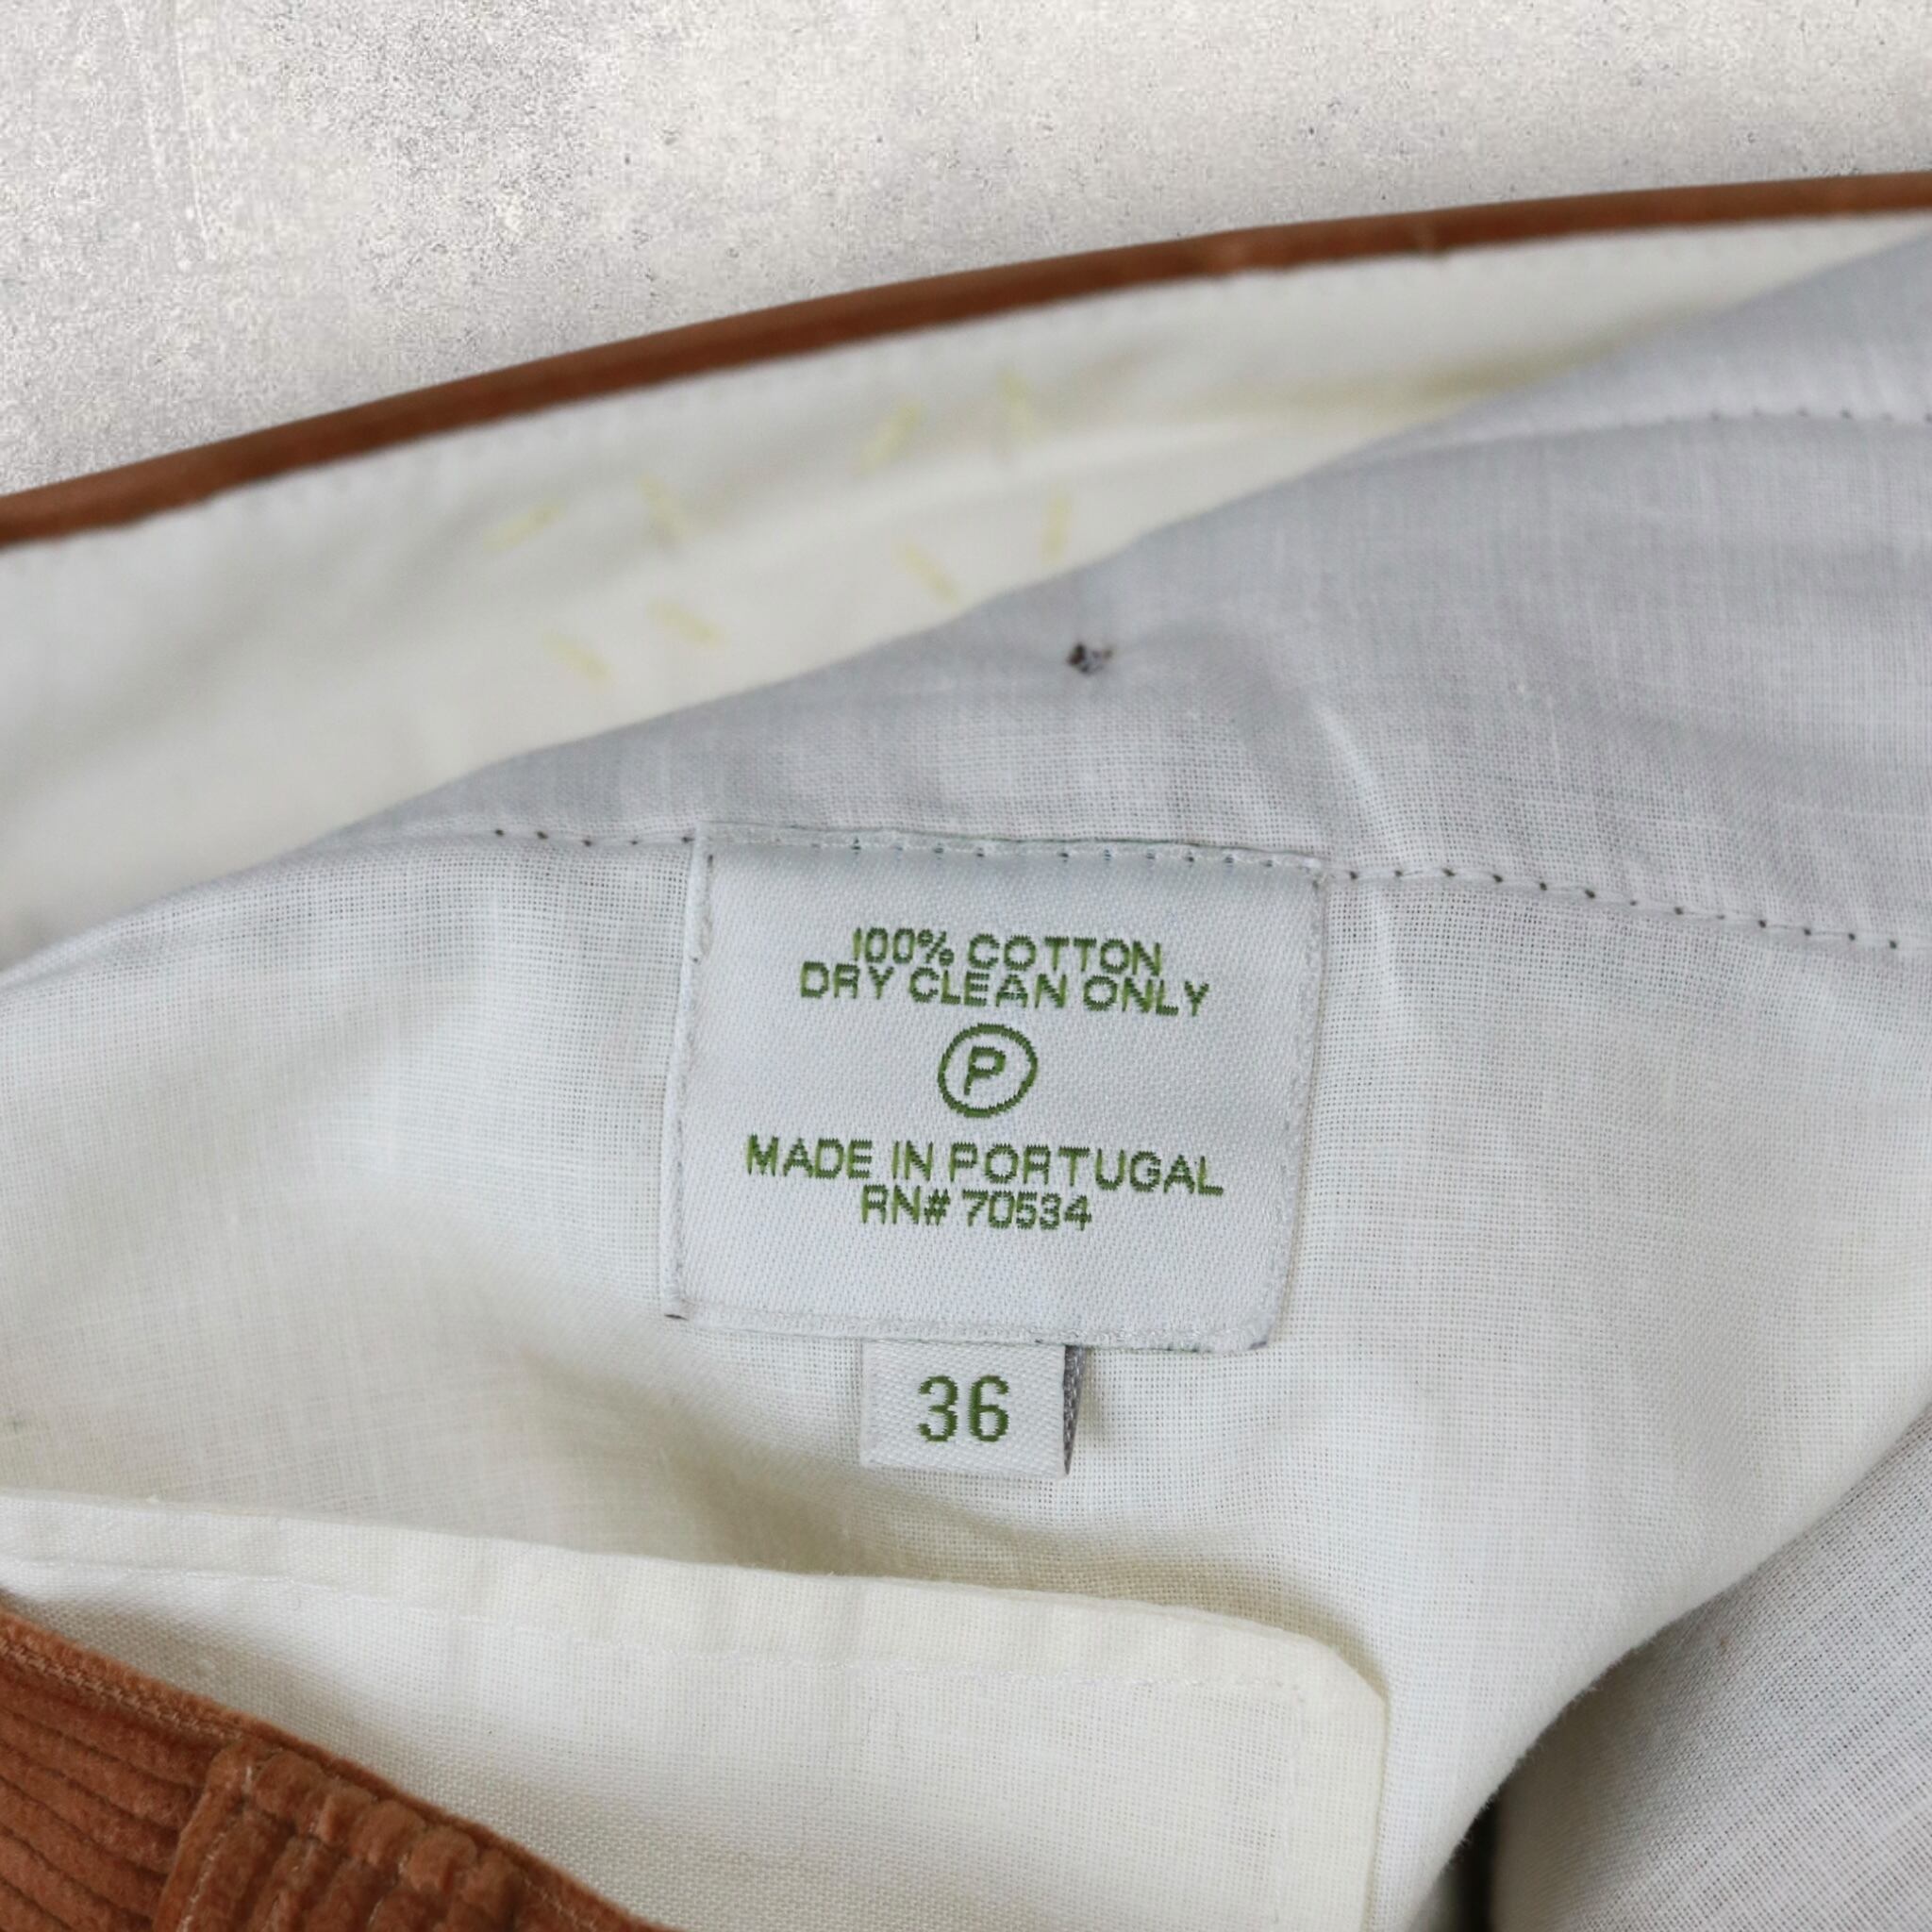 100% COTTON
DRY CLEAN ONLY
P
MADE IN PORTUGAL
RN# 70534
36